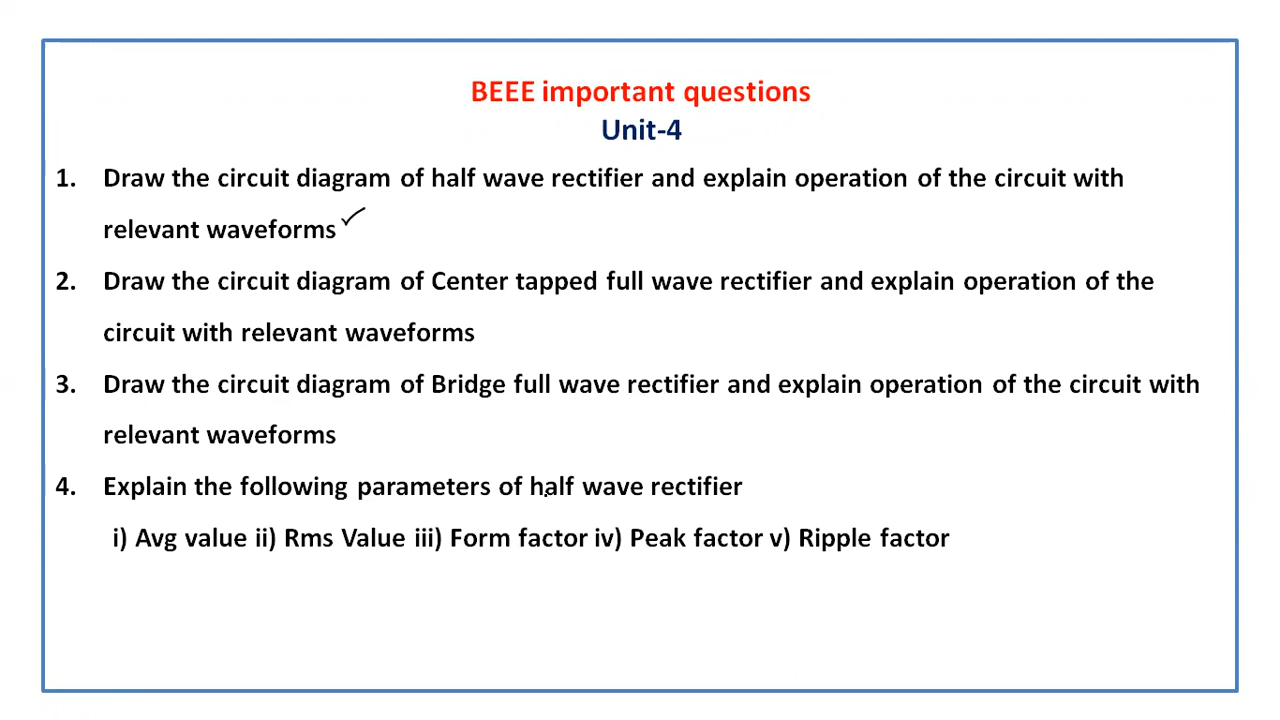 BEEE important questions
Unit-4
1. Draw the circuit diagram of half wave rectifier and explain operation of the circuit with
relevant waveforms
2. Draw the circuit diagram of Center tapped full wave rectifier and explain operation of the
circuit with relevant waveforms
3. Draw the circuit diagram of Bridge full wave rectifier and explain operation of the circuit with
relevant waveforms
4. Explain the following parameters of half wave rectifier
i) Avg value ii) Rms Value iii) Form factor iv) Peak factor v) Ripple factor